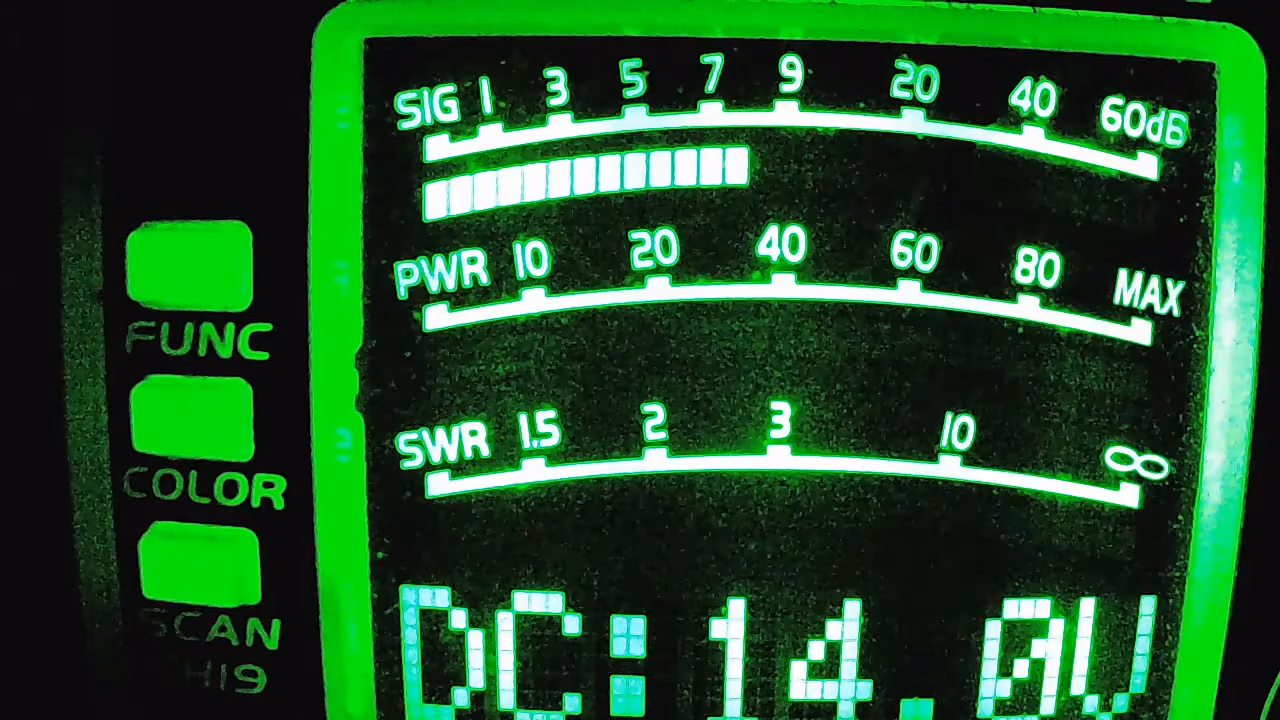 SIG 1 3 5 7 9 20 40 60dB
PWR 10 20 40 60 80 MAX
SWR 1.5 2 3 10 ∞
DC:14.0V
FUNC
COLOR
SCAN